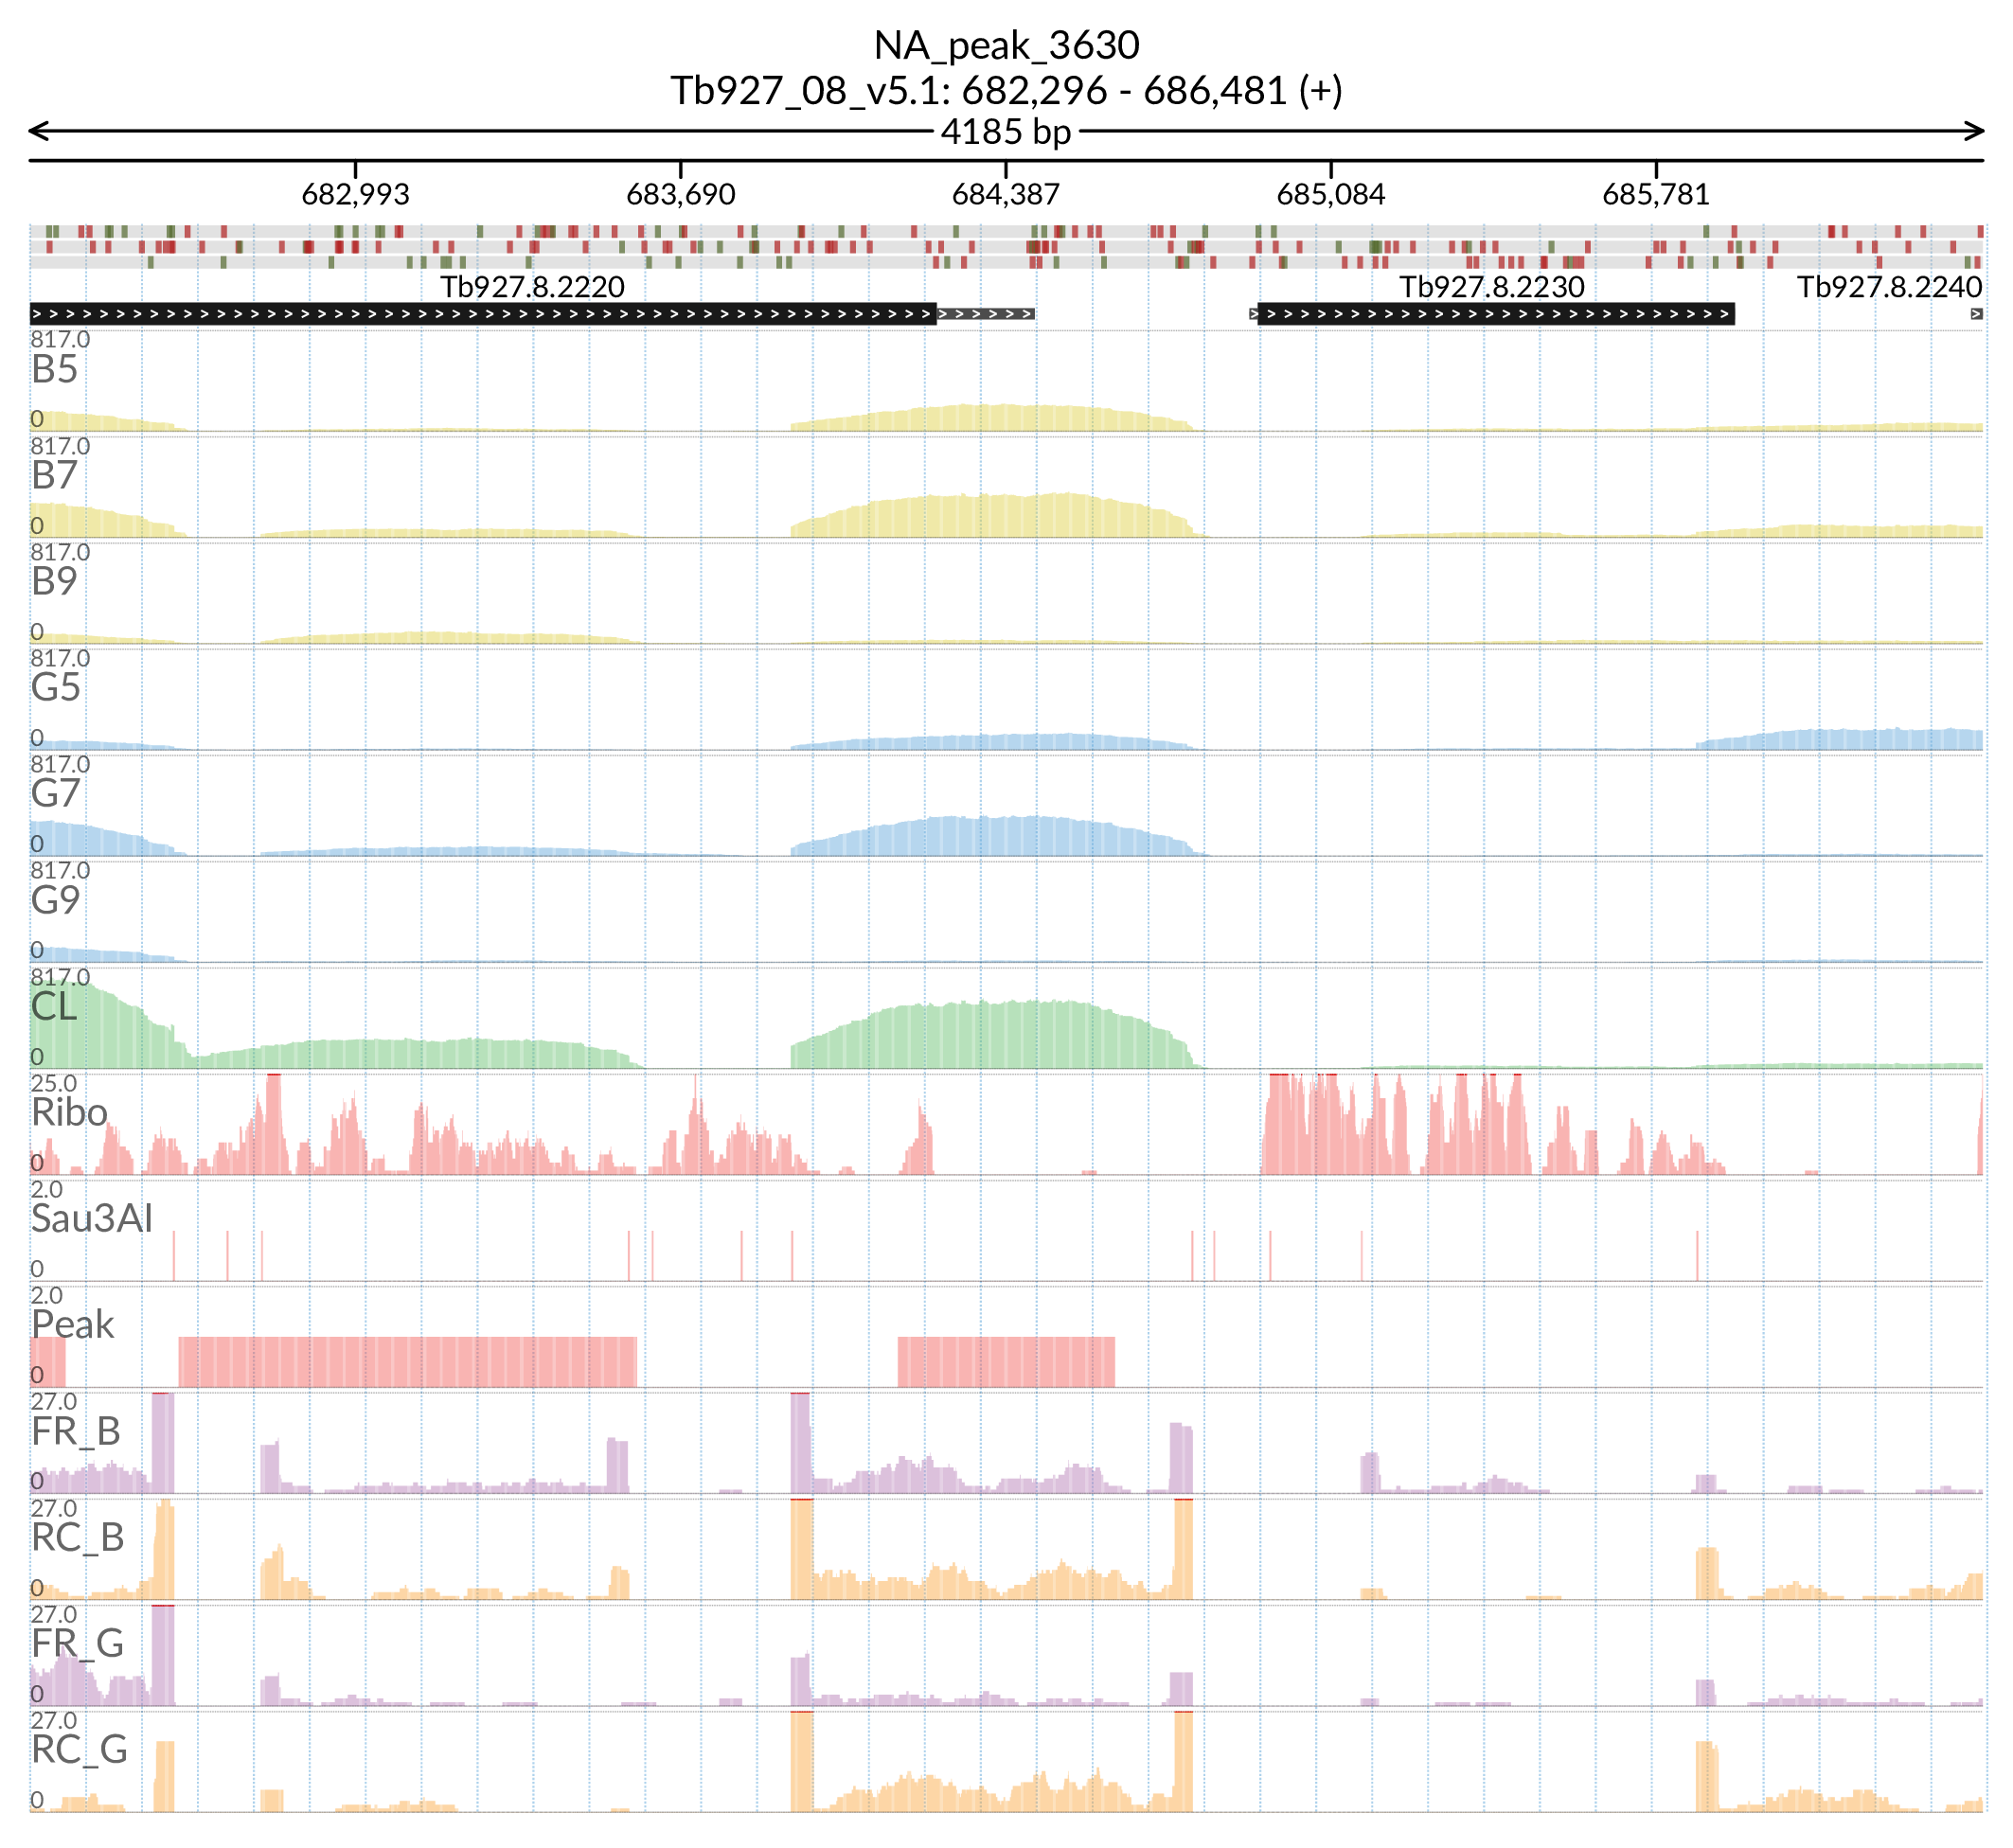 NA_peak_3630
Tb927_08_v5.1: 682,296 - 686,481 (+)
4185 bp
682,993 683,690 684,387 685,084 685,781
Tb927.8.2220 Tb927.8.2230 Tb927.8.2240
817.0
B5
0
817.0
B7
0
817.0
B9
0
817.0
G5
0
817.0
G7
0
817.0
G9
0
817.0
CL
0
25.0
Ribo
0
2.0
Sau3AI
0
2.0
Peak
0
27.0
FR_B
0
27.0
RC_B
0
27.0
FR_G
0
27.0
RC_G
0